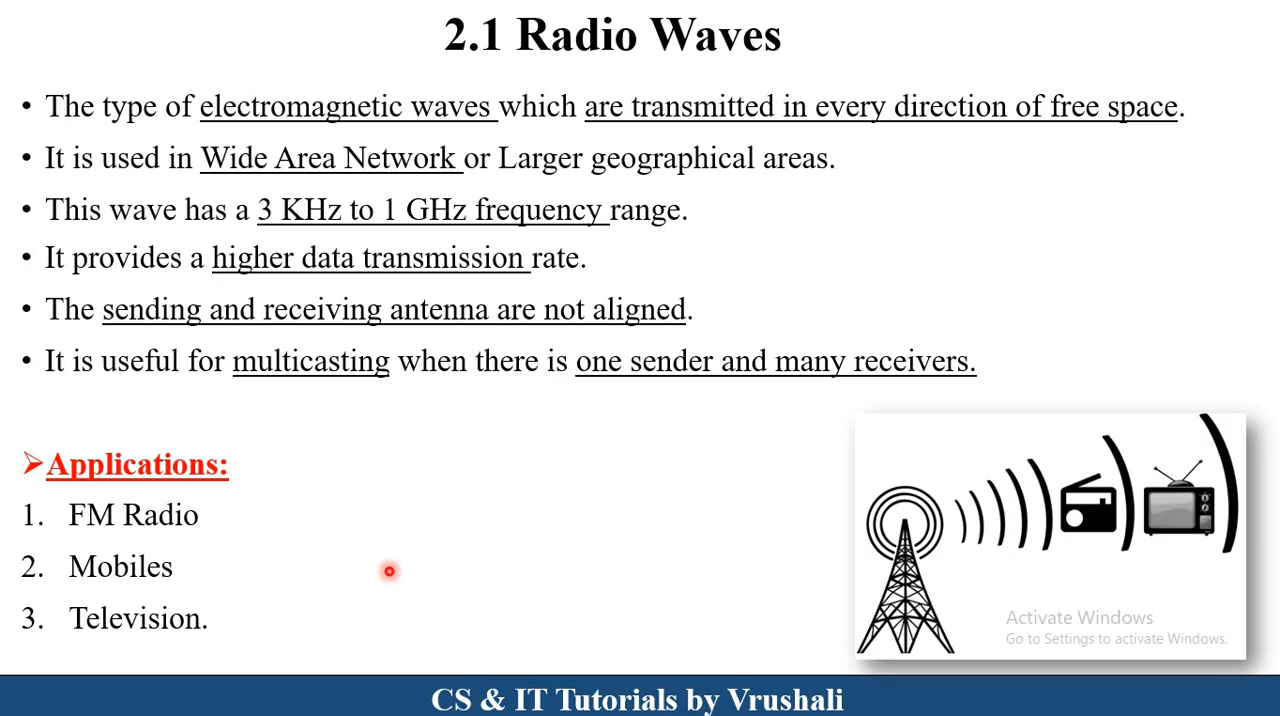 2.1 Radio Waves
• The type of electromagnetic waves which are transmitted in every direction of free space.
• It is used in Wide Area Network or Larger geographical areas.
• This wave has a 3 KHz to 1 GHz frequency range.
• It provides a higher data transmission rate.
• The sending and receiving antenna are not aligned.
• It is useful for multicasting when there is one sender and many receivers.
➢Applications:
1. FM Radio
2. Mobiles
3. Television.
Activate Windows
Go to Settings to activate Windows.
CS & IT Tutorials by Vrushali